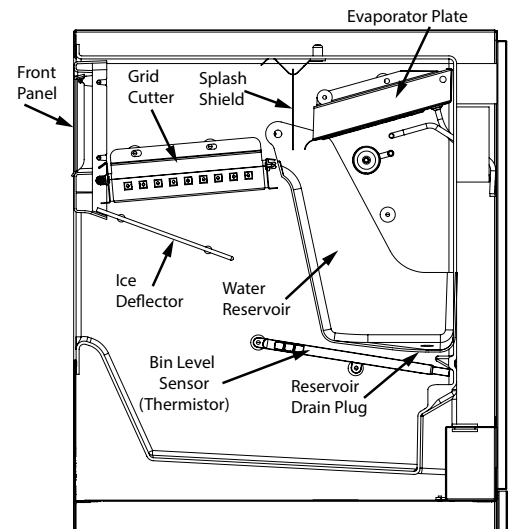 Evaporator Plate
Front
Panel
Grid
Cutter
Splash
Shield
Ice
Deflector
Water
Reservoir
Bin Level
Sensor
(Thermistor)
Reservoir
Drain Plug